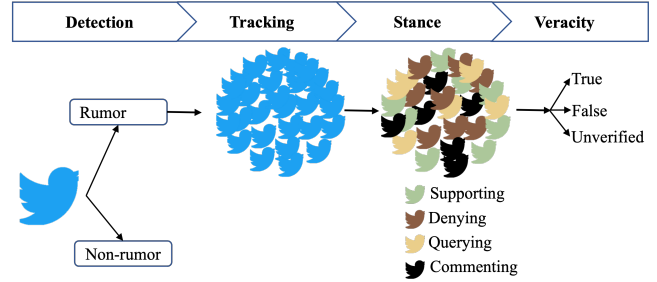 Detection Tracking Stance Veracity
Rumor
Non-rumor
True
False
Unverified
Supporting
Denying
Querying
Commenting